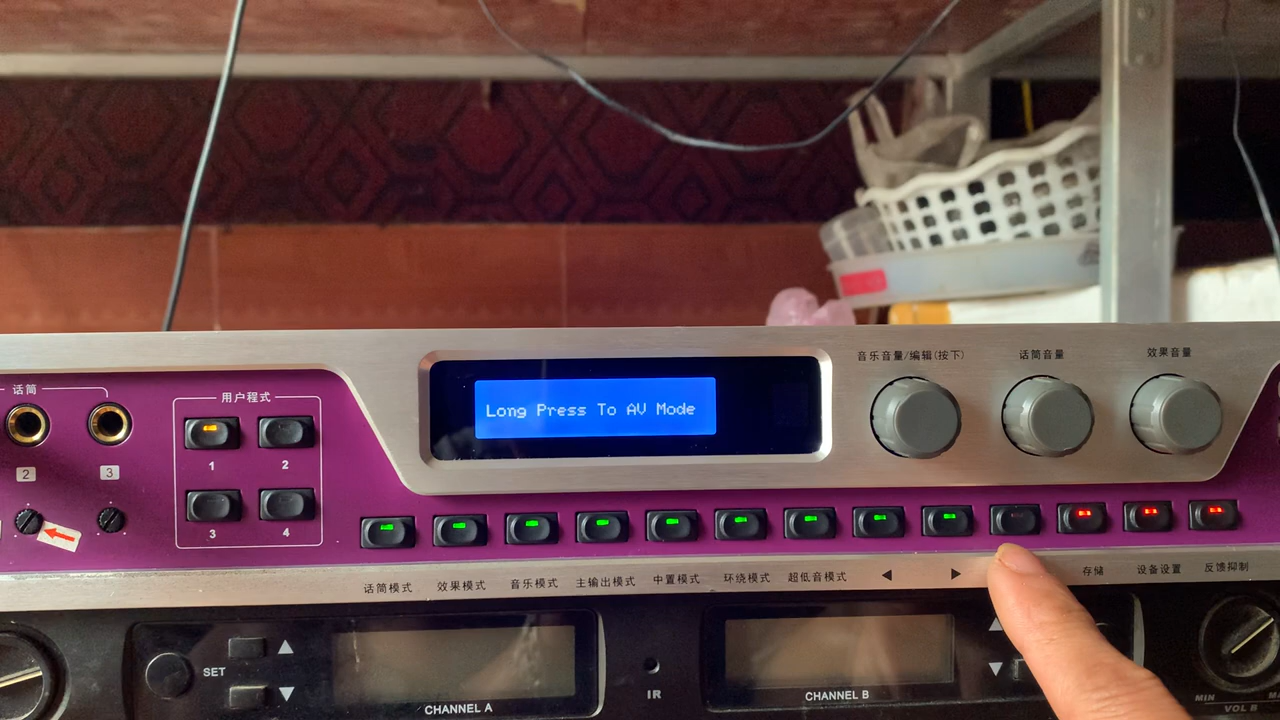 话筒
2
3
用户程式
1
2
3
4
Long Press To AV Mode
音乐音量/编辑(按下)
话筒音量
效果音量
话筒模式
效果模式
音乐模式
主输出模式
中置模式
环绕模式
超低音模式
◀
▶
存储
设备设置
反馈抑制
SET
▲
▼
CHANNEL A
IR
CHANNEL B
▲
▼
MIN
VOL B